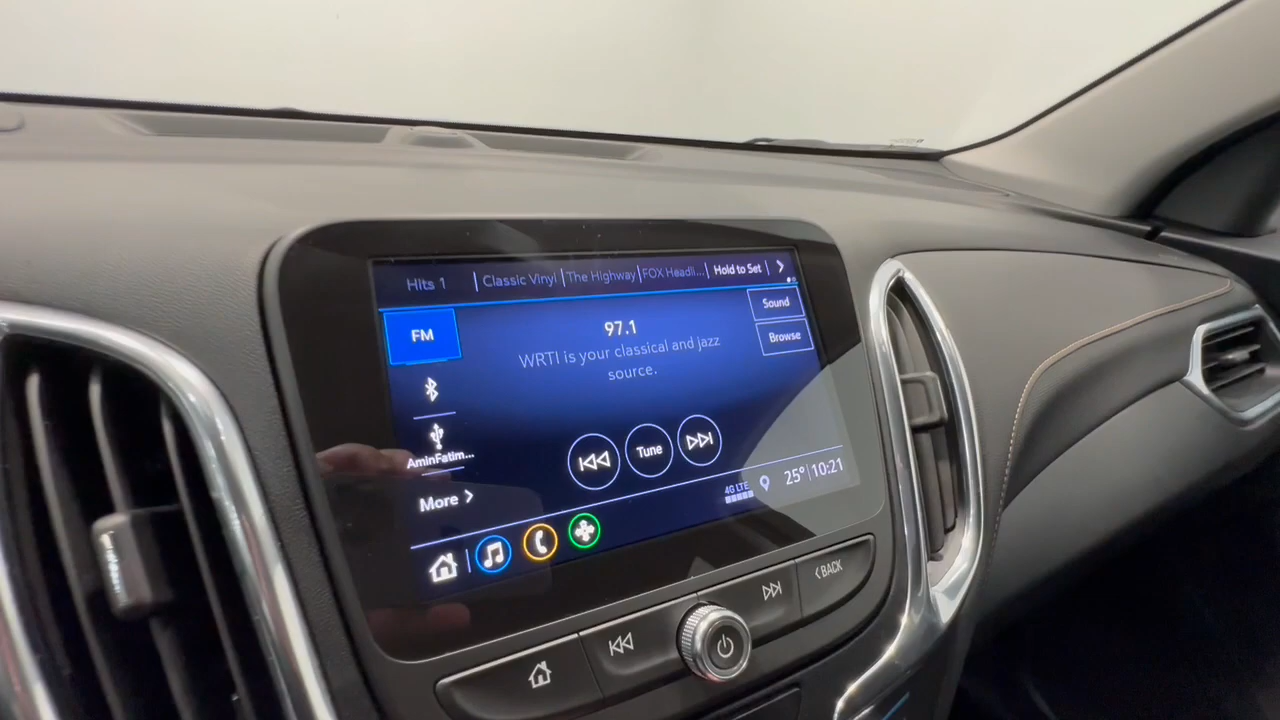 Hits 1
Classic Vinyl
The Highway
FOX Headli...
Hold to Set
FM
97.1
Sound
WRTI is your classical and jazz
source.
Browse
AminFatim...
Tune
More
4G LTE
25° 10:21
BACK